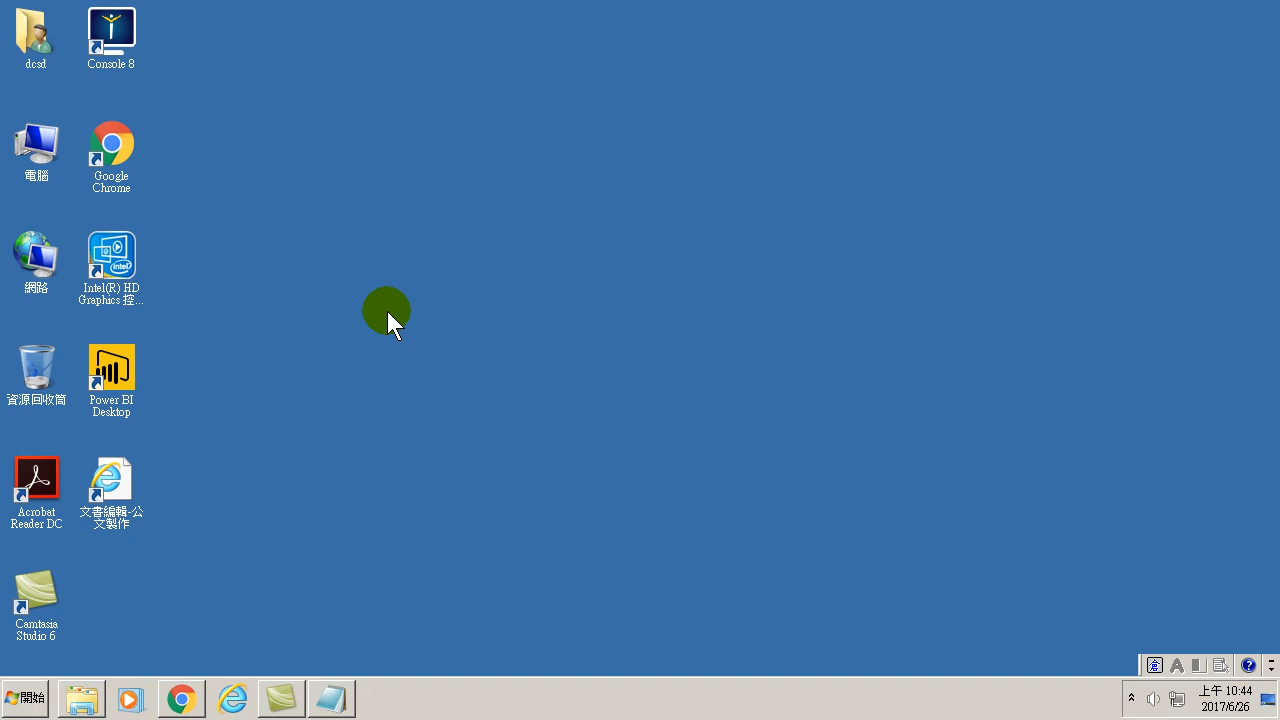 dcsd
Console 8
電腦
Google
Chrome
網路
Intel(R) HD
Graphics 控...
intel
資源回收筒
Power BI
Desktop
Acrobat
Reader DC
文書編輯-公
文製作
Camtasia
Studio 6
倉 A
開始
上午 10:44
2017/6/26